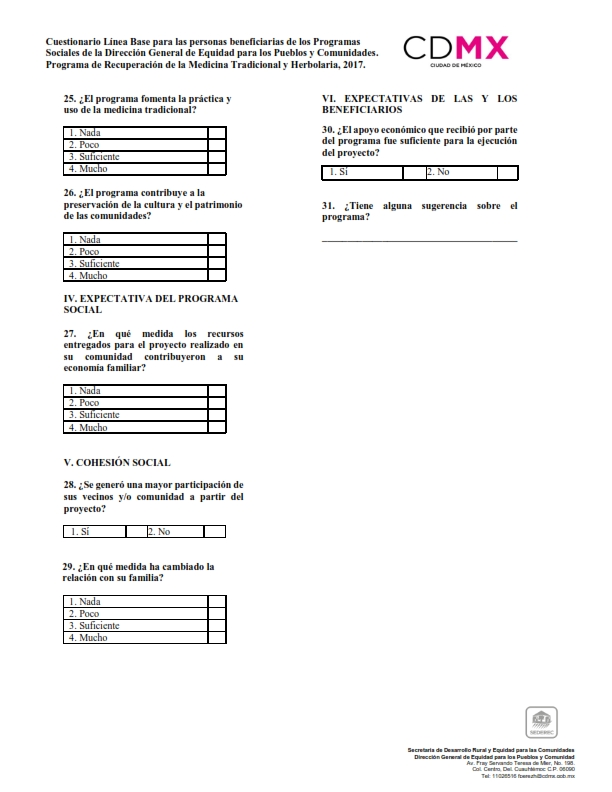 Cuestionario Línea Base para las personas beneficiarias de los Programas
Sociales de la Dirección General de Equidad para los Pueblos y Comunidades.
Programa de Recuperación de la Medicina Tradicional y Herbolaria, 2017.
CDMX
CIUDAD DE MÉXICO
25. ¿El programa fomenta la práctica y
uso de la medicina tradicional?
1. Nada
2. Poco
3. Suficiente
4. Mucho
26. ¿El programa contribuye a la
preservación de la cultura y el patrimonio
de las comunidades?
1. Nada
2. Poco
3. Suficiente
4. Mucho
IV. EXPECTATIVA DEL PROGRAMA
SOCIAL
27. ¿En qué medida los recursos
entregados para el proyecto realizado en
su comunidad contribuyeron a su
economía familiar?
1. Nada
2. Poco
3. Suficiente
4. Mucho
V. COHESIÓN SOCIAL
28. ¿Se generó una mayor participación de
sus vecinos y/o comunidad a partir del
proyecto?
1. Sí 2. No
29. ¿En qué medida ha cambiado la
relación con su familia?
1. Nada
2. Poco
3. Suficiente
4. Mucho
VI. EXPECTATIVAS DE LAS Y LOS
BENEFICIARIOS
30. ¿El apoyo económico que recibió por parte
del programa fue suficiente para la ejecución
del proyecto?
1. Sí 2. No
31. ¿Tiene alguna sugerencia sobre el
programa?
SEDEREC
Secretaría de Desarrollo Rural y Equidad para las Comunidades
Dirección General de Equidad para los Pueblos y Comunidad
Av. Fray Servando Teresa de Mier, No. 198.
Col. Centro, Del. Cuauhtémoc C.P. 06090
Tel: 11026516